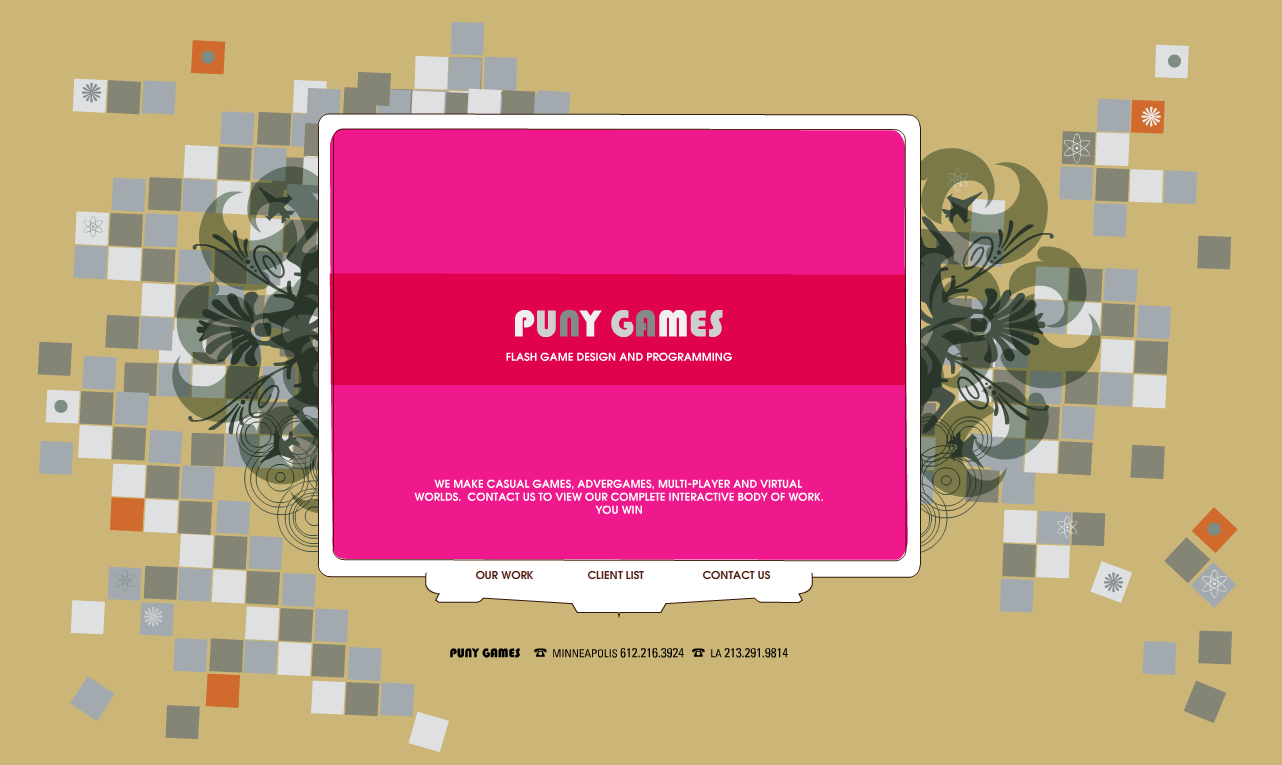 PUNY GAMES
FLASH GAME DESIGN AND PROGRAMMING
WE MAKE CASUAL GAMES, ADVERGAMES, MULTI-PLAYER AND VIRTUAL
WORLDS. CONTACT US TO VIEW OUR COMPLETE INTERACTIVE BODY OF WORK.
YOU WIN
OUR WORK CLIENT LIST CONTACT US
PUNY GAMES ☎ MINNEAPOLIS 612.216.3924 ☎ LA 213.291.9814